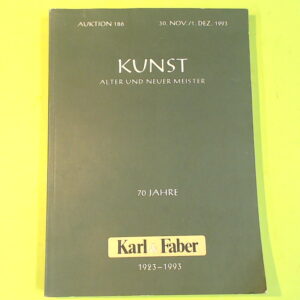 AUKTION 186 30. NOV./1. DEZ. 1993
KUNST
ALTER UND NEUER MEISTER
70 JAHRE
Karl & Faber
1923–1993